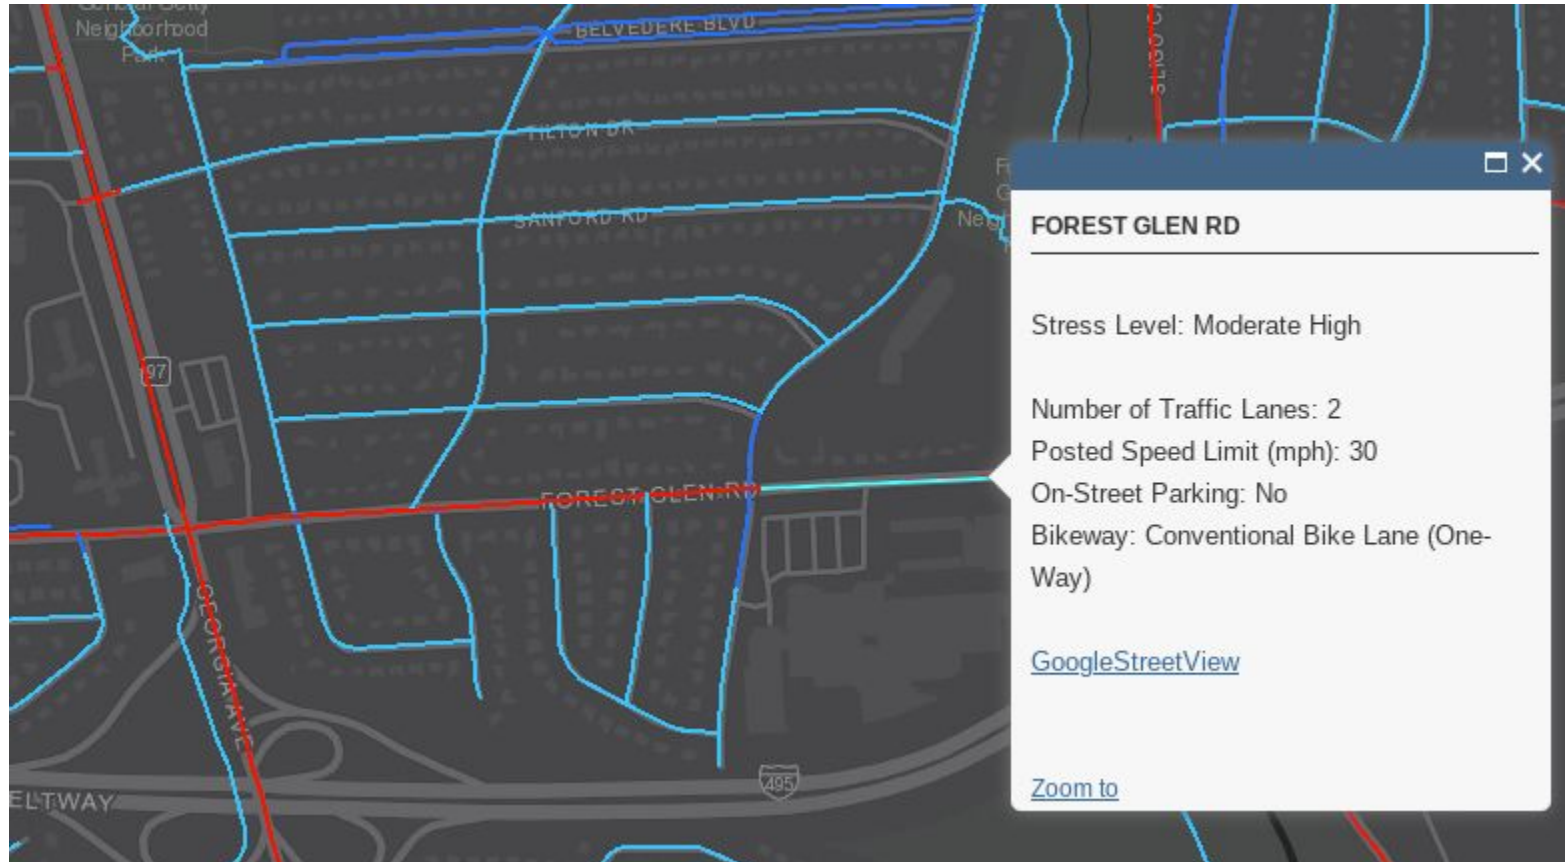 Neighborhood
Park
BELVEDERE BLVD
SLIGO C
TILTON DR
SANFORD RD
97
FOREST GLEN RD
GEORGIA AVE
495
ELTWAY
FOREST GLEN RD
Stress Level: Moderate High
Number of Traffic Lanes: 2
Posted Speed Limit (mph): 30
On-Street Parking: No
Bikeway: Conventional Bike Lane (One-
Way)
GoogleStreetView
Zoom to